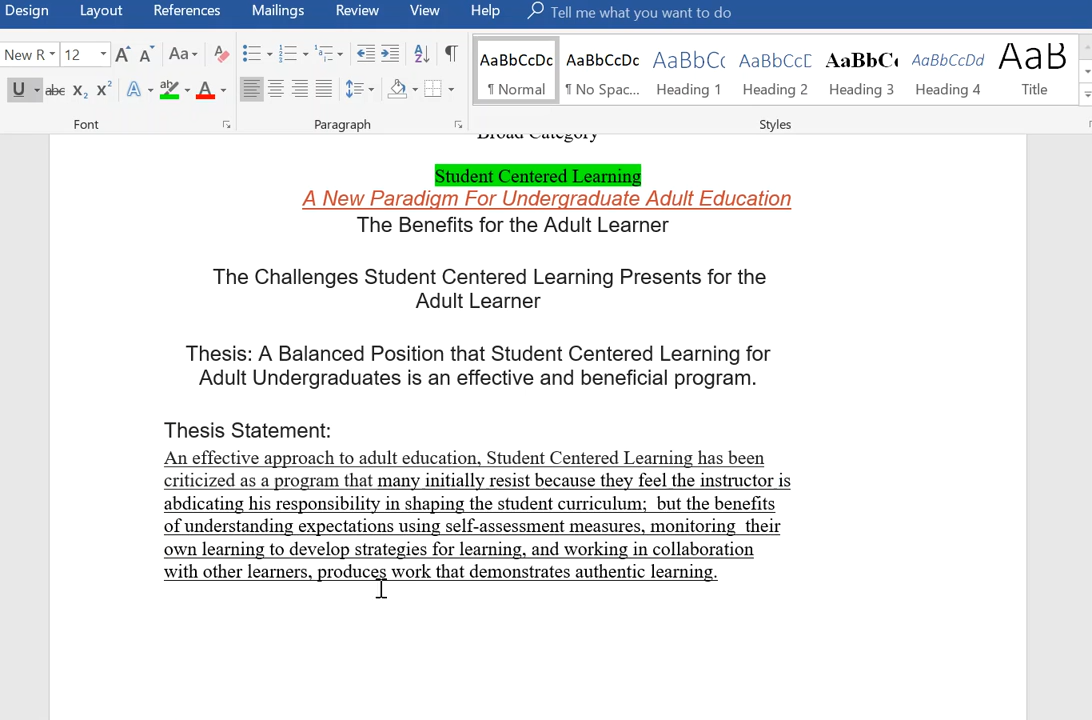 Design Layout References Mailings Review View Help Tell me what you want to do
New R 12 Aa
U abc X2 X2 A ab A
AaBbCcDc AaBbCcDc AaBbCc AaBbCcD AaBbCc AaBbCcDd AaB
¶ Normal ¶ No Spac... Heading 1 Heading 2 Heading 3 Heading 4 Title
Font Paragraph Styles
Broad Category
Student Centered Learning
A New Paradigm For Undergraduate Adult Education
The Benefits for the Adult Learner
The Challenges Student Centered Learning Presents for the
Adult Learner
Thesis: A Balanced Position that Student Centered Learning for
Adult Undergraduates is an effective and beneficial program.
Thesis Statement:
An effective approach to adult education, Student Centered Learning has been
criticized as a program that many initially resist because they feel the instructor is
abdicating his responsibility in shaping the student curriculum;  but the benefits
of understanding expectations using self-assessment measures, monitoring  their
own learning to develop strategies for learning, and working in collaboration
with other learners, produces work that demonstrates authentic learning.